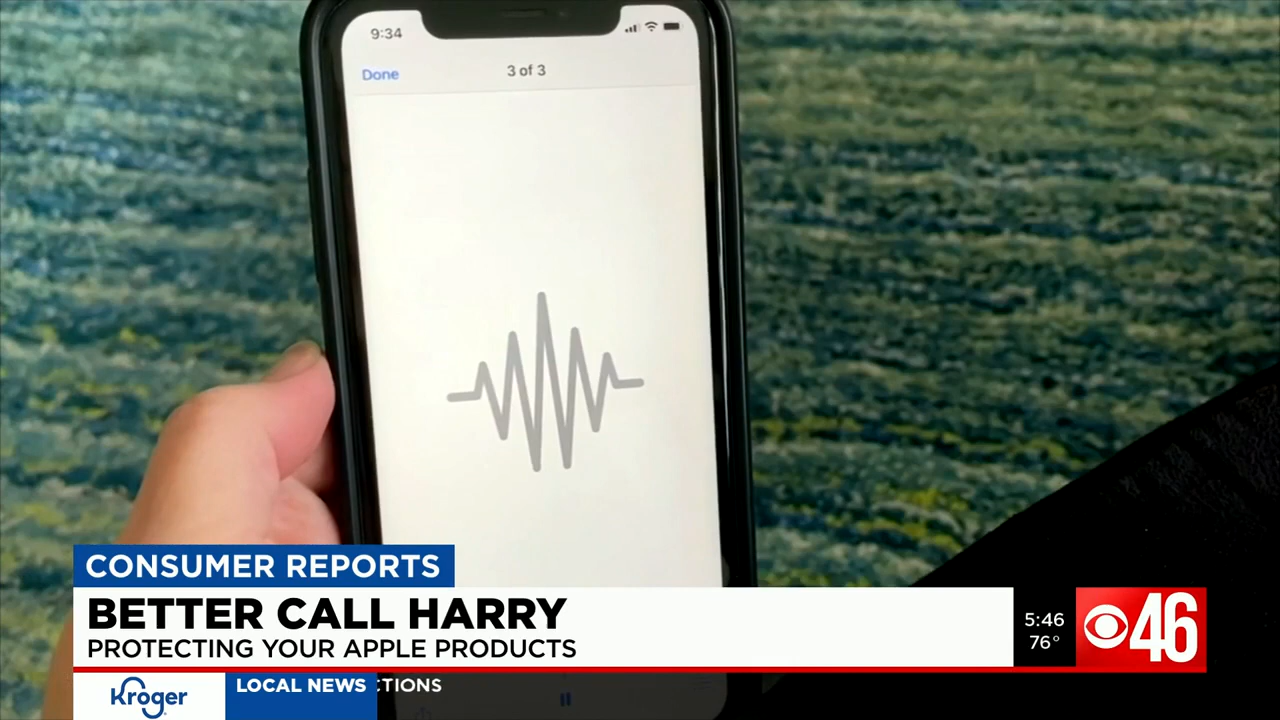 9:34
Done
3 of 3
CONSUMER REPORTS
BETTER CALL HARRY
PROTECTING YOUR APPLE PRODUCTS
5:46
76°
46
Kroger
LOCAL NEWS
CTIONS